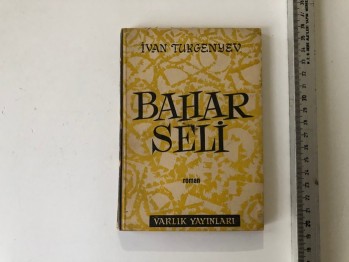 İVAN TURGENYEV
BAHAR
SELİ
roman
VARLIK YAYINLARI